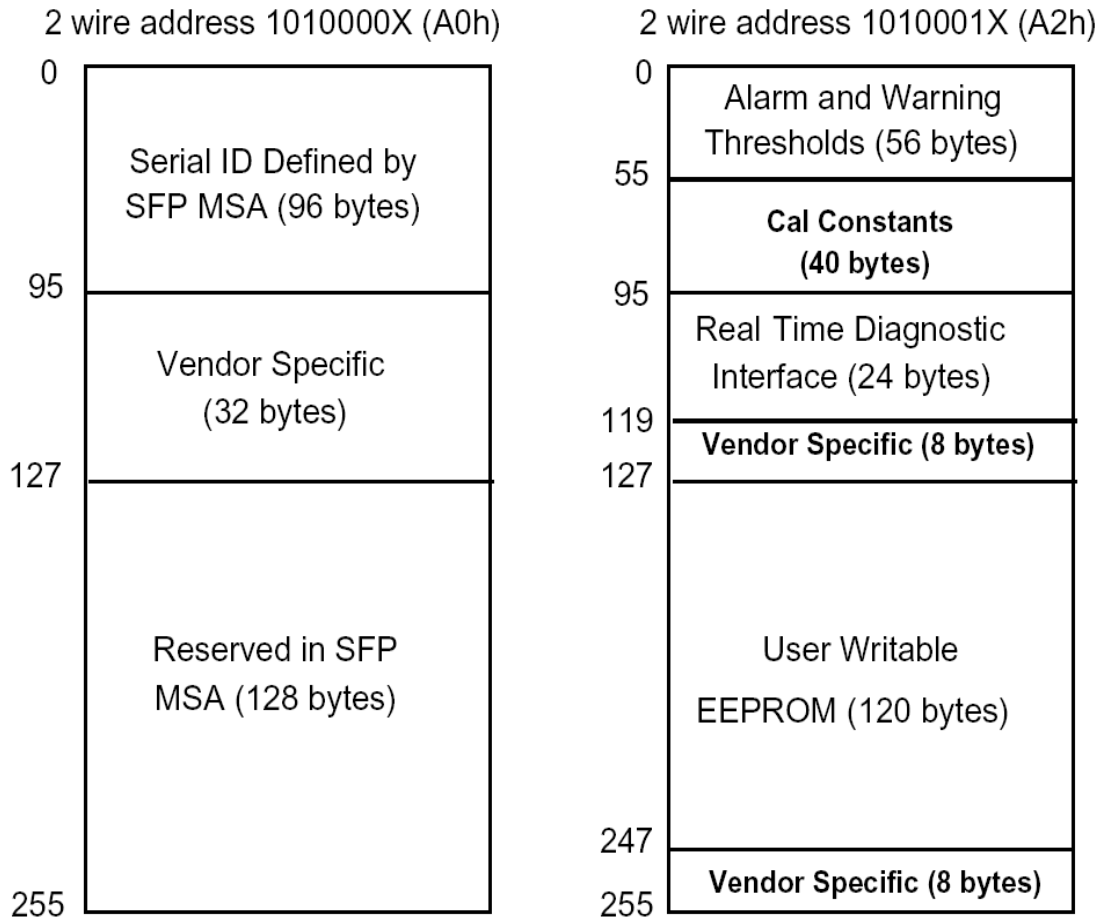 2 wire address 1010000X (A0h)
0
Serial ID Defined by
SFP MSA (96 bytes)
95
Vendor Specific
(32 bytes)
127
Reserved in SFP
MSA (128 bytes)
255
2 wire address 1010001X (A2h)
0
Alarm and Warning
Thresholds (56 bytes)
55
Cal Constants
(40 bytes)
95
Real Time Diagnostic
Interface (24 bytes)
119
Vendor Specific (8 bytes)
127
User Writable
EEPROM (120 bytes)
247
Vendor Specific (8 bytes)
255